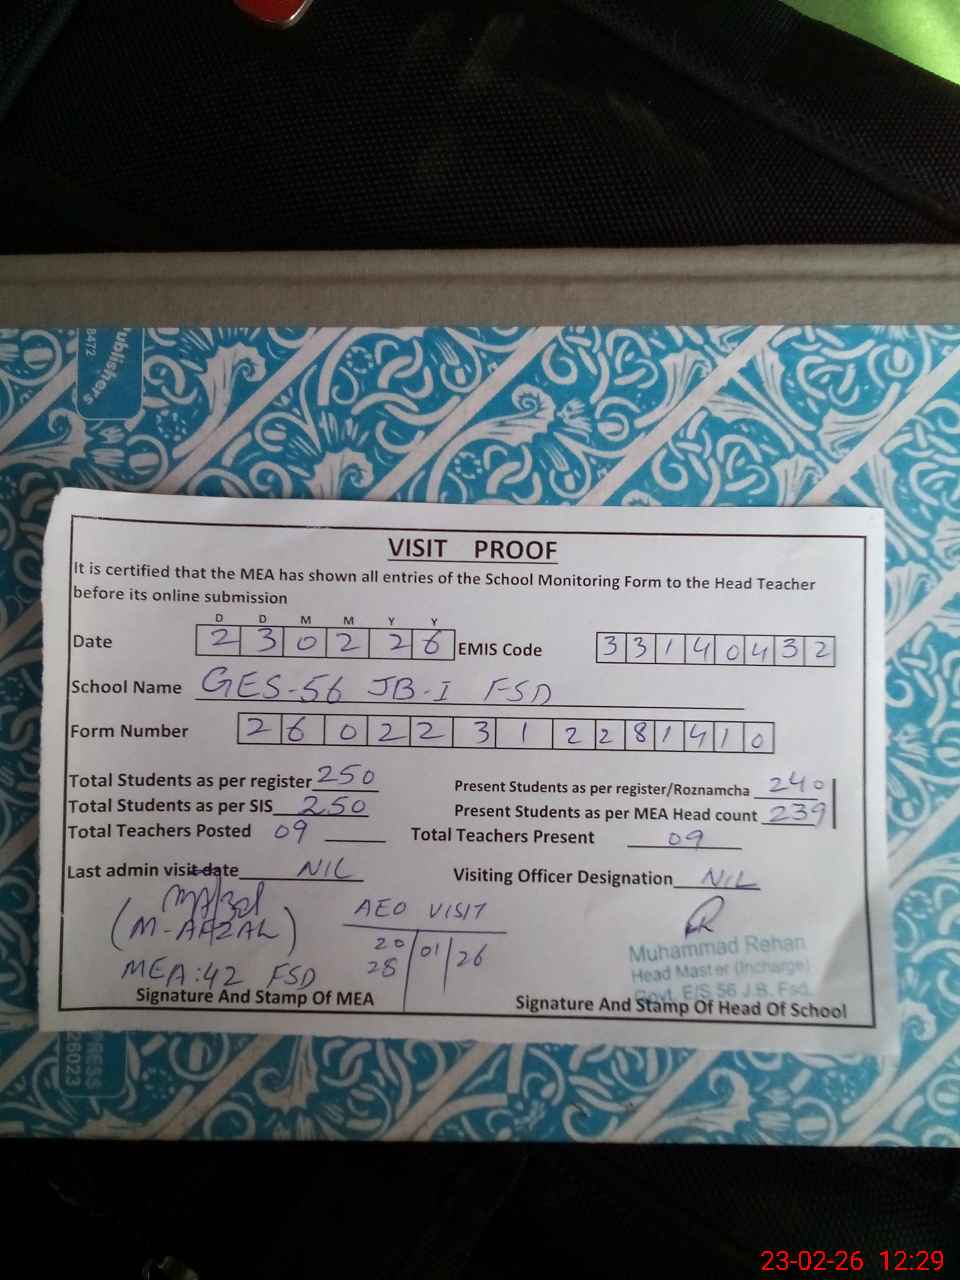 Publishers
8472
VISIT PROOF
It is certified that the MEA has shown all entries of the School Monitoring Form to the Head Teacher
before its online submission
D D M M Y Y
Date 2 3 0 2 2 6 EMIS Code 3 3 1 4 0 4 3 2
School Name GES-56 JB-I FSD
Form Number 2 6 0 2 2 3 1 2 2 8 1 4 1 0
Total Students as per register 250 Present Students as per register/Roznamcha 240
Total Students as per SIS 250 Present Students as per MEA Head count 239
Total Teachers Posted 09 Total Teachers Present 09
Last admin visit date NIL Visiting Officer Designation NIL
(M-AFZAL) AEO VISIT
20 01 26
28
MEA:42 FSD
Muhammad Rehan
Head Master (Incharge)
Govt. E/S 56 J.B. Fsd.
Signature And Stamp Of MEA Signature And Stamp Of Head Of School
PRESS
26023
23-02-26 12:29